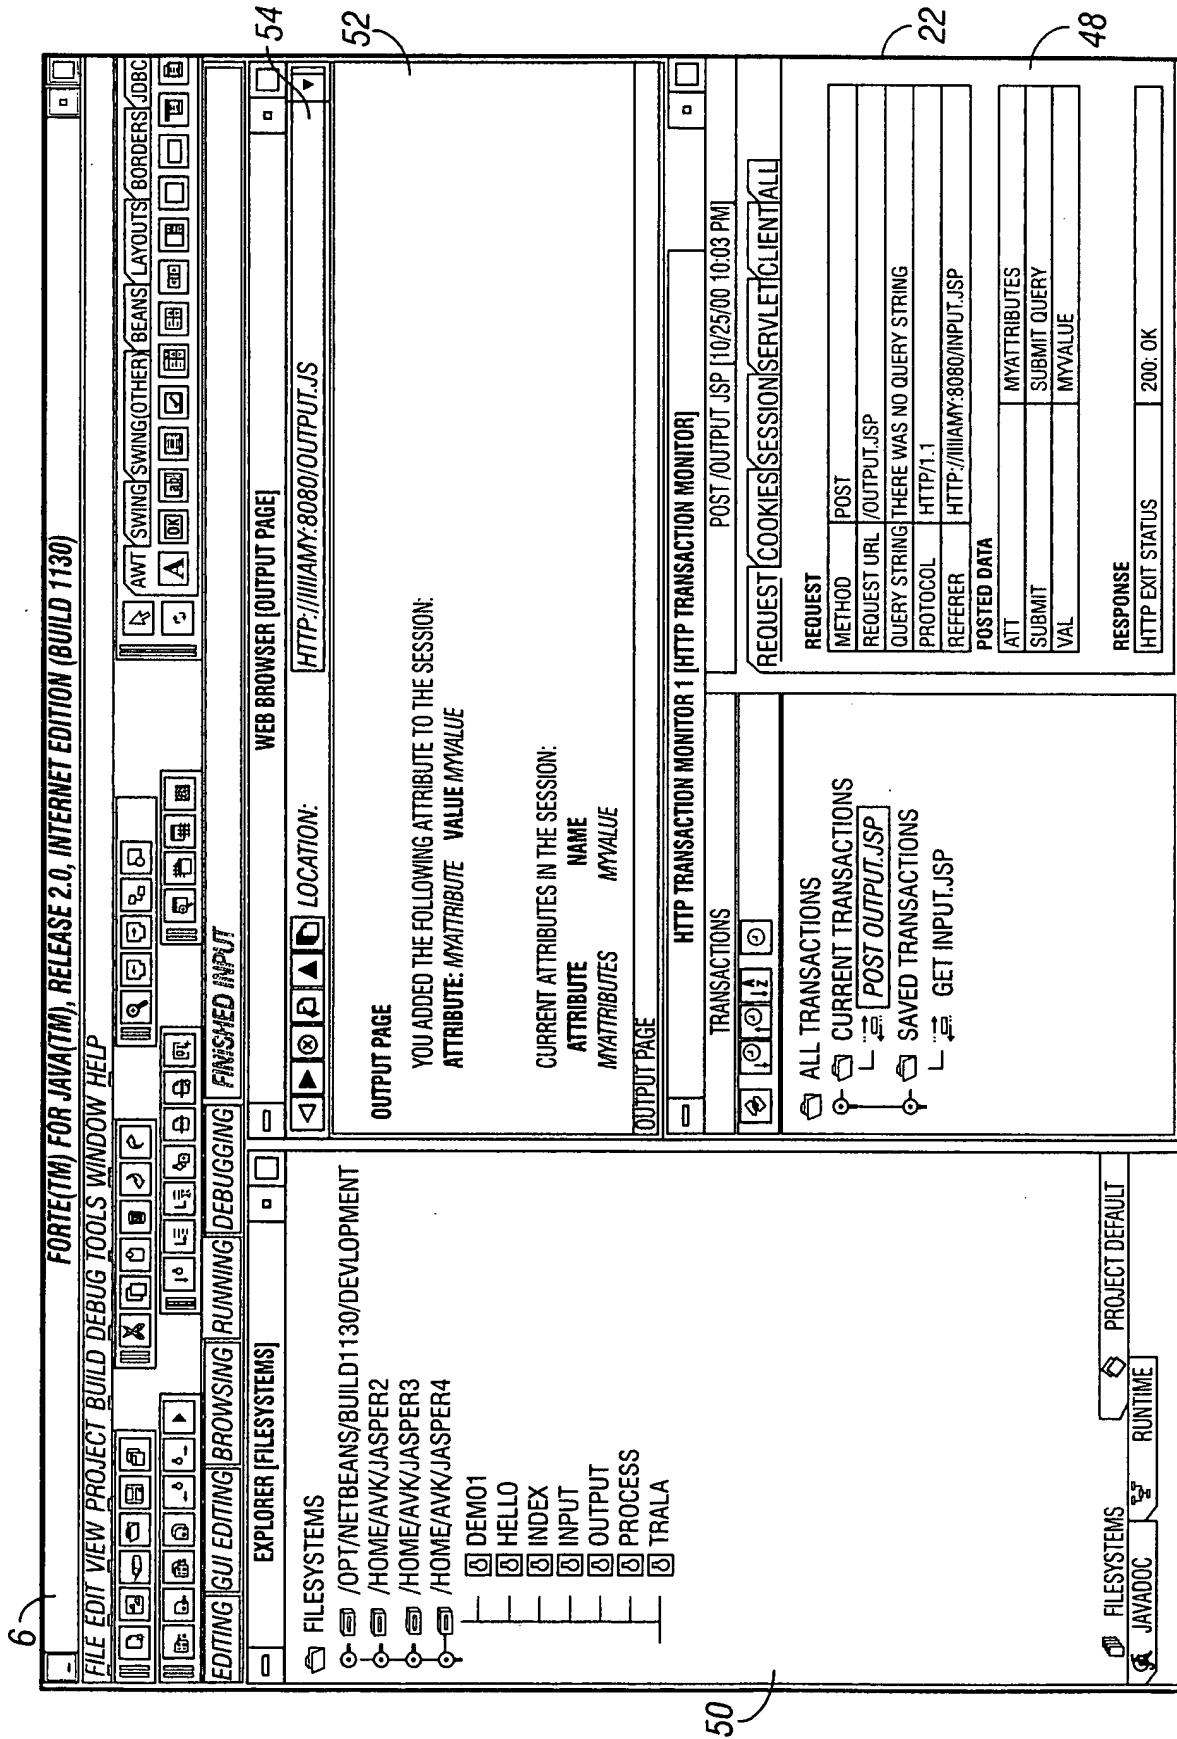 6
FORTE(TM) FOR JAVA(TM), RELEASE 2.0, INTERNET EDITION (BUILD 1130)
FILE EDIT VIEW PROJECT BUILD DEBUG TOOLS WINDOW HELP
AWT SWING SWING(OTHER) BEANS LAYOUTS BORDERS JDBC
A OK ab
EDITING GUI EDITING BROWSING RUNNING DEBUGGING FINISHED INPUT
EXPLORER [FILESYSTEMS]
FILESYSTEMS
/OPT/NETBEANS/BUILD1130/DEVLOPMENT
/HOME/AVK/JASPER2
/HOME/AVK/JASPER3
/HOME/AVK/JASPER4
DEMO1
HELLO
INDEX
INPUT
OUTPUT
PROCESS
TRALA
50
FILESYSTEMS PROJECT DEFAULT
JAVADOC RUNTIME
WEB BROWSER [OUTPUT PAGE]
LOCATION: HTTP://IIIIAMY:8080/OUTPUT.JS
54
OUTPUT PAGE
52
YOU ADDED THE FOLLOWING ATTRIBUTE TO THE SESSION:
ATTRIBUTE: MYATTRIBUTE VALUE MYVALUE
CURRENT ATTRIBUTES IN THE SESSION:
ATTRIBUTE NAME
MYATTRIBUTES MYVALUE
OUTPUT PAGE
HTTP TRANSACTION MONITOR 1 [HTTP TRANSACTION MONITOR]
TRANSACTIONS
ALL TRANSACTIONS
CURRENT TRANSACTIONS
POST OUTPUT.JSP
SAVED TRANSACTIONS
GET INPUT.JSP
POST /OUTPUT JSP [10/25/00 10:03 PM]
REQUEST COOKIES SESSION SERVLET CLIENT ALL
22
REQUEST
METHOD POST
REQUEST URL /OUTPUT.JSP
QUERY STRING THERE WAS NO QUERY STRING
PROTOCOL HTTP/1.1
REFERER HTTP://IIIIAMY:8080/INPUT.JSP
POSTED DATA
ATT MYATTRIBUTES
SUBMIT SUBMIT QUERY
VAL MYVALUE
48
RESPONSE
HTTP EXIT STATUS 200: OK